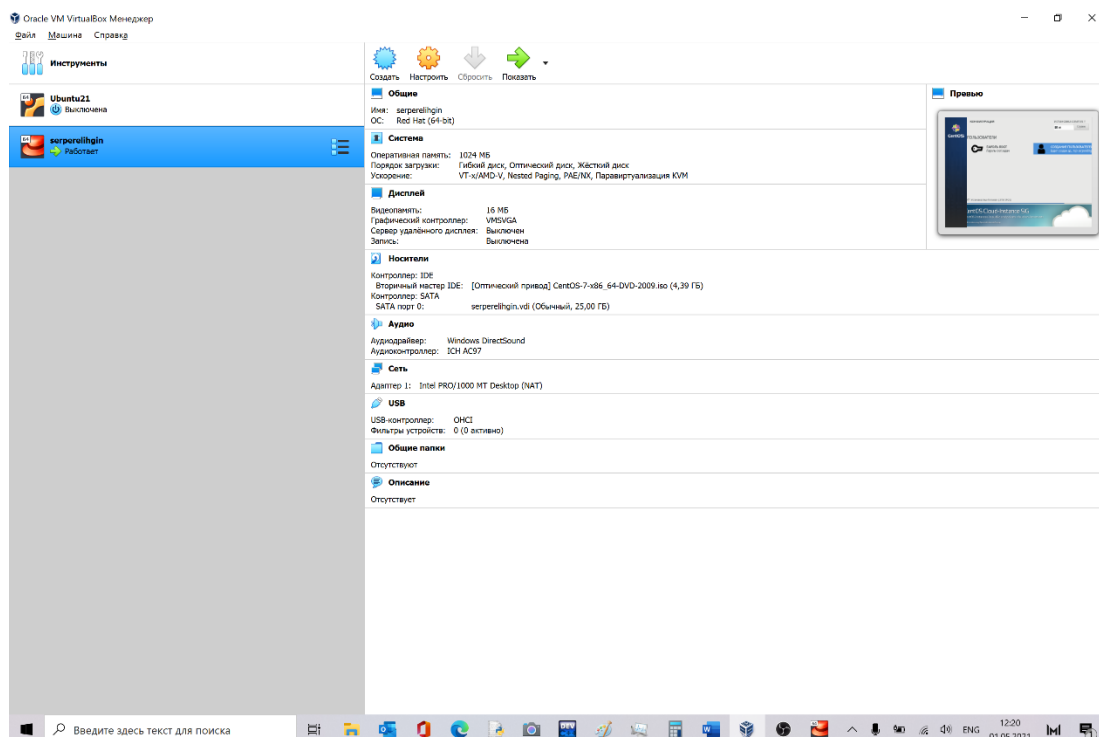 Oracle VM VirtualBox Менеджер
Файл Машина Справка
Инструменты
Создать Настроить Сбросить Показать
Ubuntu21
Выключена
serperelihgin
Работает
Общие
Имя: serperelihgin
ОС: Red Hat (64-bit)
Система
Оперативная память: 1024 МБ
Порядок загрузки: Гибкий диск, Оптический диск, Жёсткий диск
Ускорение: VT-x/AMD-V, Nested Paging, PAE/NX, Паравиртуализация KVM
Дисплей
Видеопамять: 16 МБ
Графический контроллер: VMSVGA
Сервер удалённого дисплея: Выключен
Запись: Выключена
Носители
Контроллер: IDE
Вторичный мастер IDE: [Оптический привод] CentOS-7-x86_64-DVD-2009.iso (4,39 ГБ)
Контроллер: SATA
SATA порт 0: serperelihgin.vdi (Обычный, 25,00 ГБ)
Аудио
Аудиодрайвер: Windows DirectSound
Аудиоконтроллер: ICH AC97
Сеть
Адаптер 1: Intel PRO/1000 MT Desktop (NAT)
USB
USB-контроллер: OHCI
Фильтры устройств: 0 (0 активно)
Общие папки
Отсутствуют
Описание
Отсутствует
Превью
CentOS
Введите здесь текст для поиска
DEV
ENG
12:20
01.05.2021